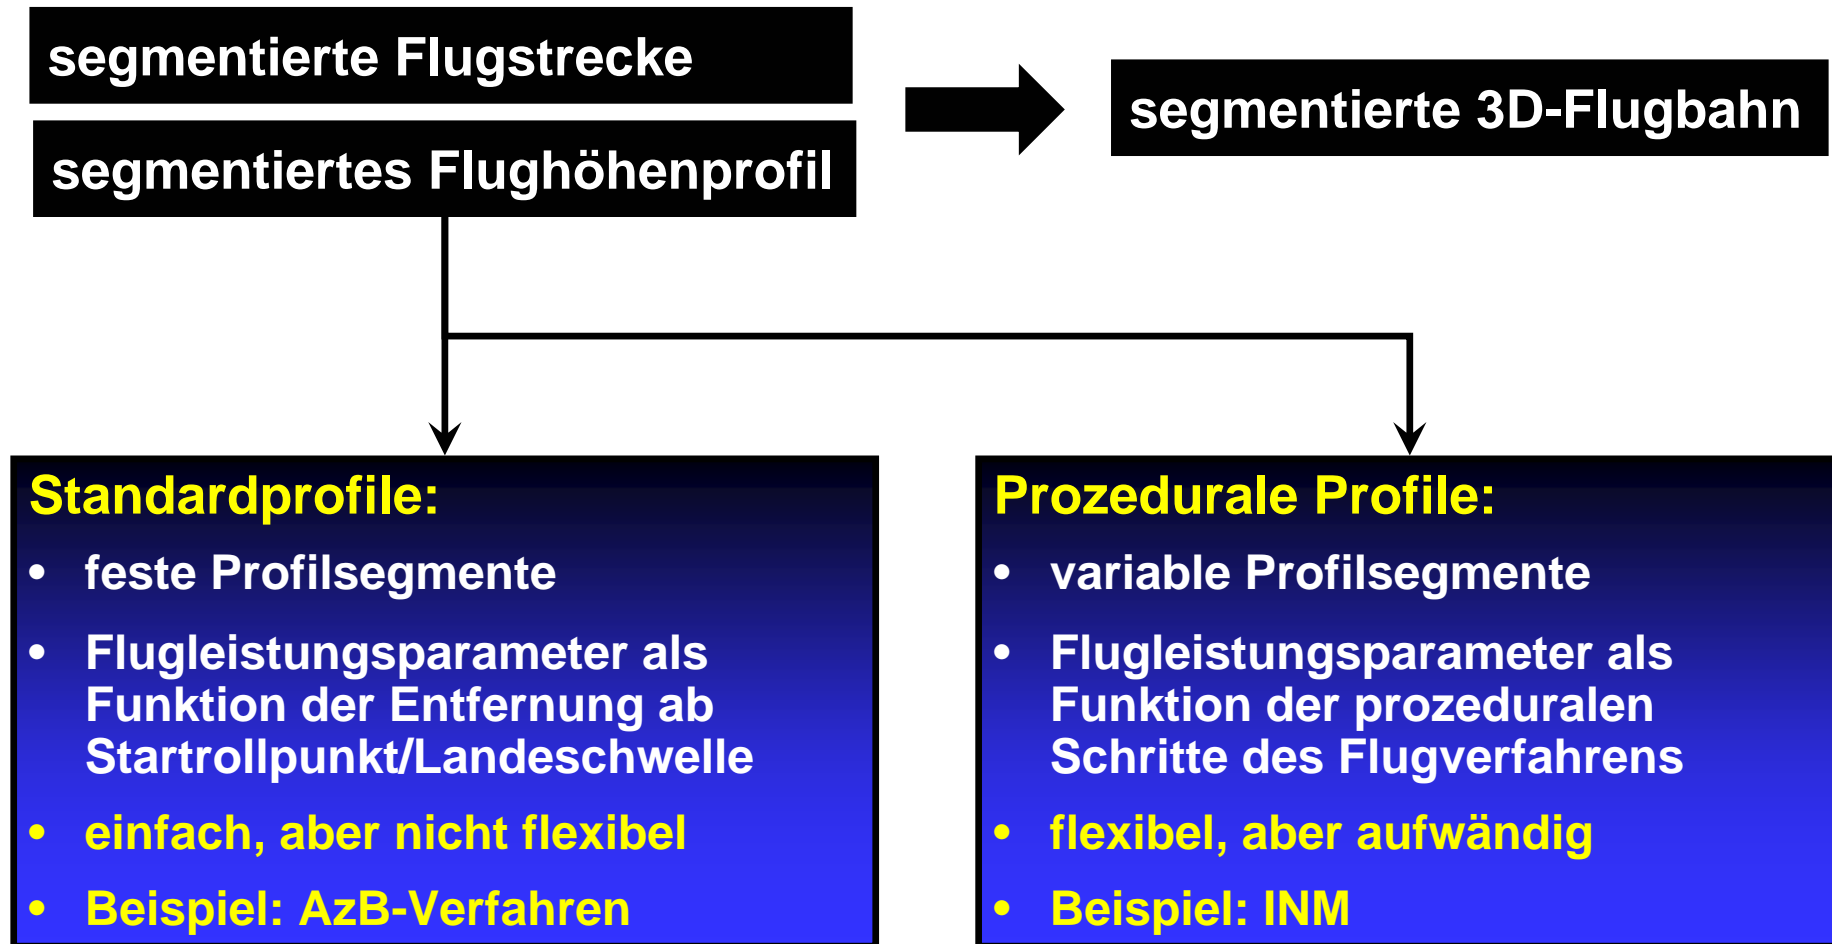 segmentierte Flugstrecke
segmentiertes Flughöhenprofil
segmentierte 3D-Flugbahn
Standardprofile:
• feste Profilsegmente
• Flugleistungsparameter als
Funktion der Entfernung ab
Startrollpunkt/Landeschwelle
• einfach, aber nicht flexibel
• Beispiel: AzB-Verfahren
Prozedurale Profile:
• variable Profilsegmente
• Flugleistungsparameter als
Funktion der prozeduralen
Schritte des Flugverfahrens
• flexibel, aber aufwändig
• Beispiel: INM